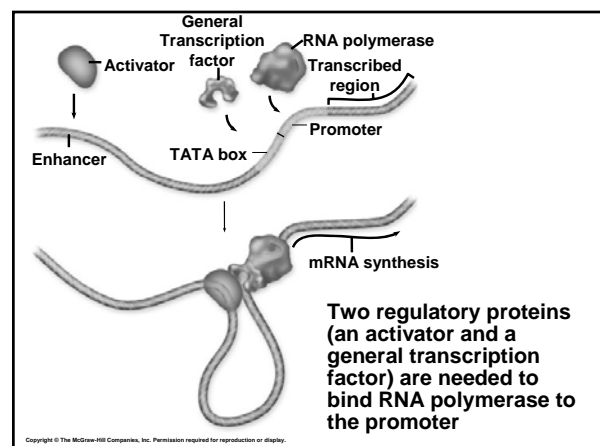 General
Transcription
factor
RNA polymerase
Activator
Transcribed
region
Promoter
Enhancer
TATA box
mRNA synthesis
Two regulatory proteins
(an activator and a
general transcription
factor) are needed to
bind RNA polymerase to
the promoter
Copyright © The McGraw-Hill Companies, Inc. Permission required for reproduction or display.